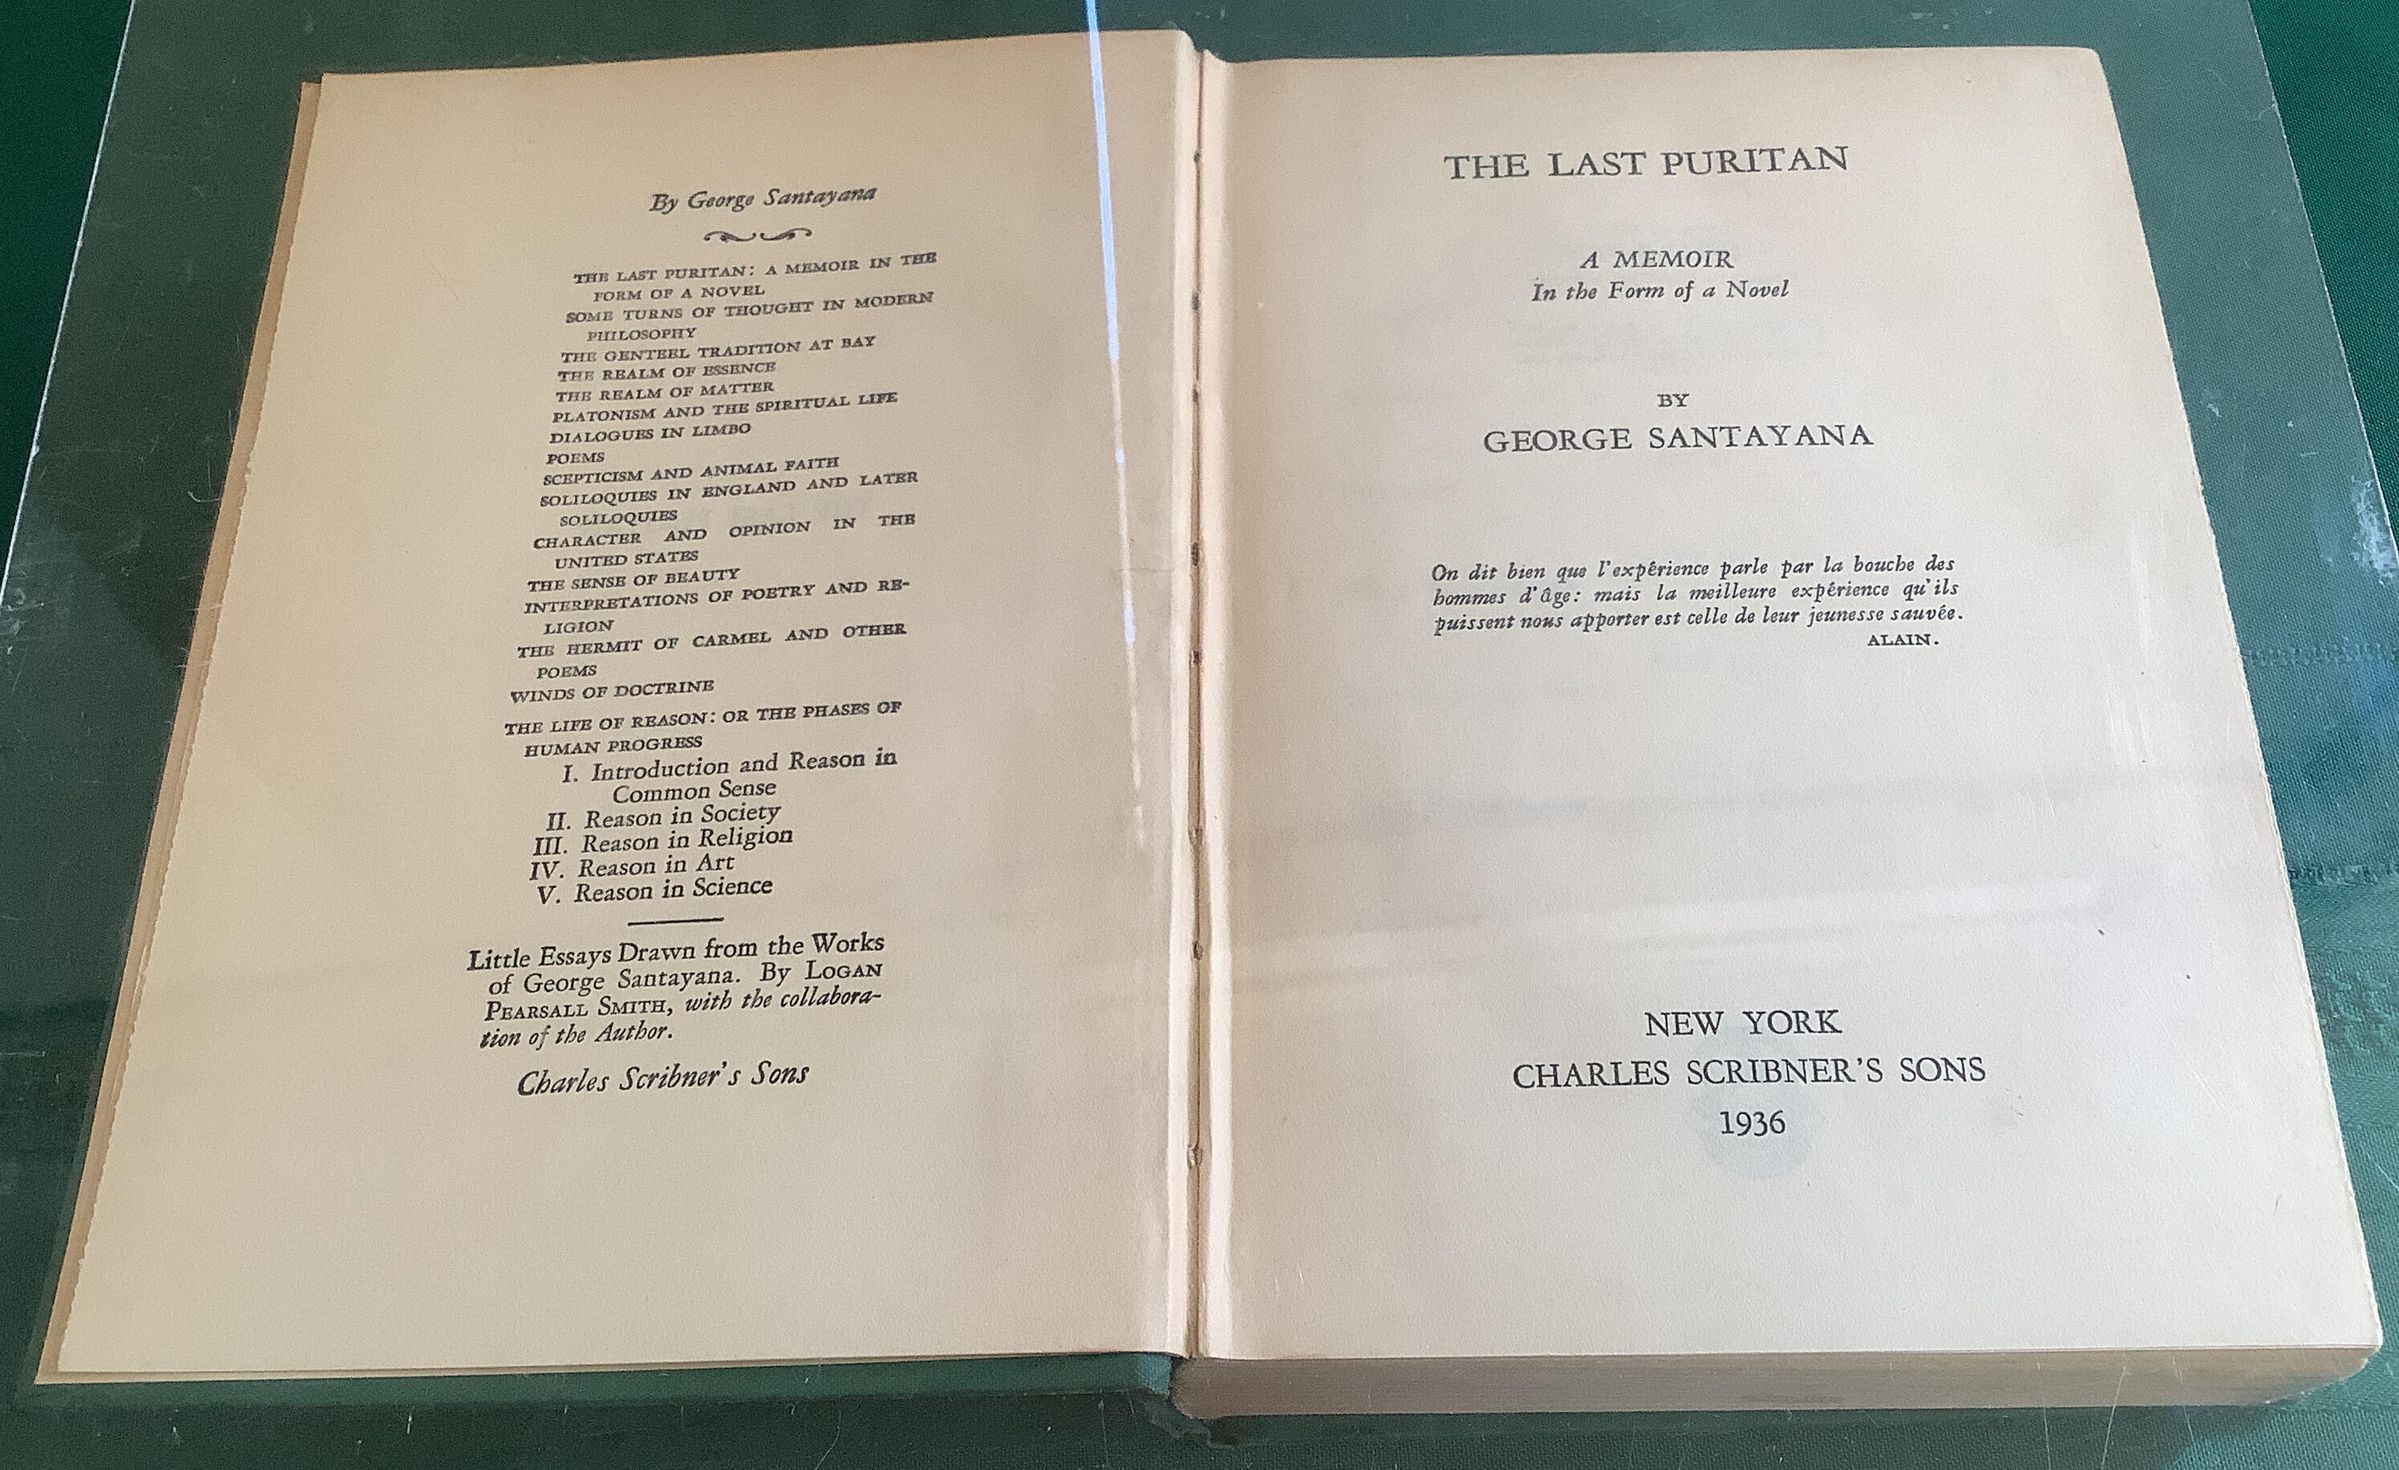 By George Santayana
THE LAST PURITAN: A MEMOIR IN THE
FORM OF A NOVEL
SOME TURNS OF THOUGHT IN MODERN
PHILOSOPHY
THE GENTEEL TRADITION AT BAY
THE REALM OF ESSENCE
THE REALM OF MATTER
PLATONISM AND THE SPIRITUAL LIFE
DIALOGUES IN LIMBO
POEMS
SCEPTICISM AND ANIMAL FAITH
SOLILOQUIES IN ENGLAND AND LATER
SOLILOQUIES
CHARACTER AND OPINION IN THE
UNITED STATES
THE SENSE OF BEAUTY
INTERPRETATIONS OF POETRY AND RE-
LIGION
THE HERMIT OF CARMEL AND OTHER
POEMS
WINDS OF DOCTRINE
THE LIFE OF REASON: OR THE PHASES OF
HUMAN PROGRESS
I. Introduction and Reason in
Common Sense
II. Reason in Society
III. Reason in Religion
IV. Reason in Art
V. Reason in Science
Little Essays Drawn from the Works
of George Santayana. By LOGAN
PEARSALL SMITH, with the collabora-
tion of the Author.
Charles Scribner's Sons
THE LAST PURITAN
A MEMOIR
In the Form of a Novel
BY
GEORGE SANTAYANA
On dit bien que l'expêrience parle par la bouche des
hommes d'âge: mais la meilleure expêrience qu'ils
puissent nous apporter est celle de leur jeunesse sauvée.
ALAIN.
NEW YORK
CHARLES SCRIBNER'S SONS
1936